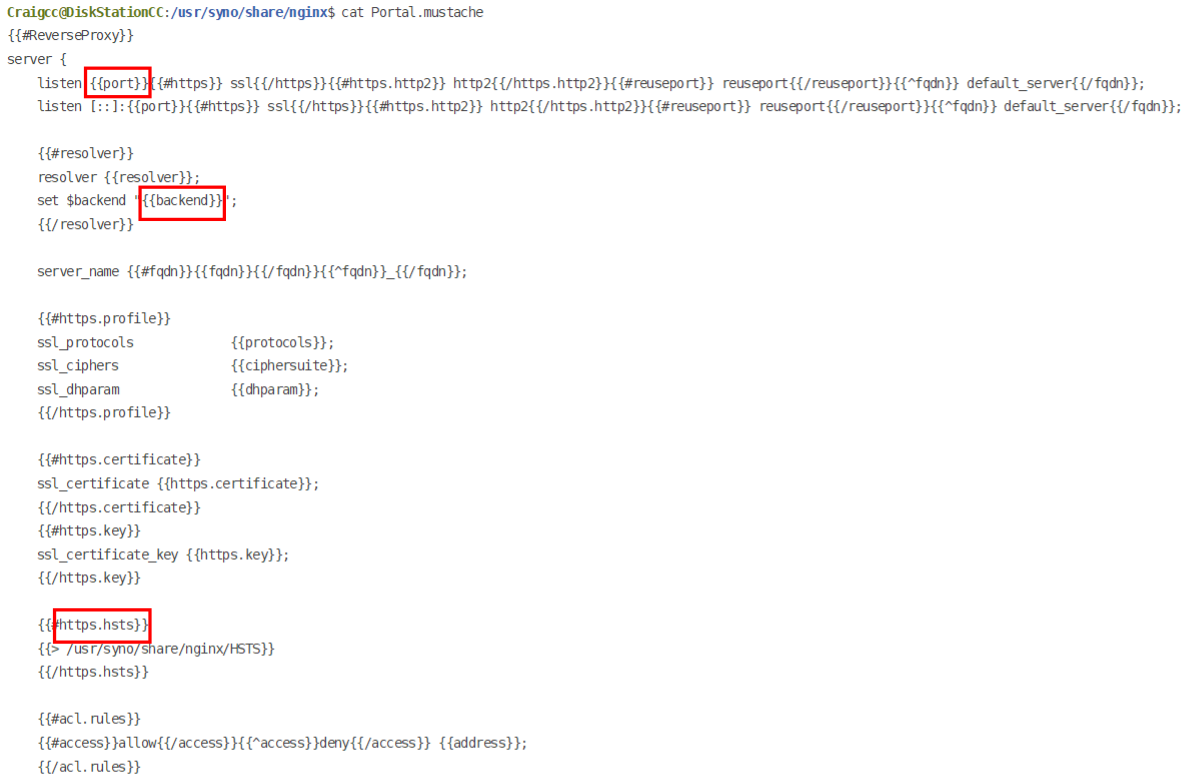 Craigcc@DiskStationCC:/usr/syno/share/nginx$ cat Portal.mustache
{{#ReverseProxy}}
server {
    listen {{port}}{{#https}} ssl{{/https}}{{#https.http2}} http2{{/https.http2}}{{#reuseport}} reuseport{{/reuseport}}{{^fqdn}} default_server{{/fqdn}};
    listen [::]:{{port}}{{#https}} ssl{{/https}}{{#https.http2}} http2{{/https.http2}}{{#reuseport}} reuseport{{/reuseport}}{{^fqdn}} default_server{{/fqdn}};

    {{#resolver}}
    resolver {{resolver}};
    set $backend "{{backend}}";
    {{/resolver}}

    server_name {{#fqdn}}{{fqdn}}{{/fqdn}}{{^fqdn}}_{{/fqdn}};

    {{#https.profile}}
    ssl_protocols             {{protocols}};
    ssl_ciphers               {{ciphersuite}};
    ssl_dhparam               {{dhparam}};
    {{/https.profile}}

    {{#https.certificate}}
    ssl_certificate {{https.certificate}};
    {{/https.certificate}}
    {{#https.key}}
    ssl_certificate_key {{https.key}};
    {{/https.key}}

    {{#https.hsts}}
    {{> /usr/syno/share/nginx/HSTS}}
    {{/https.hsts}}

    {{#acl.rules}}
    {{#access}}allow{{/access}}{{^access}}deny{{/access}} {{address}};
    {{/acl.rules}}